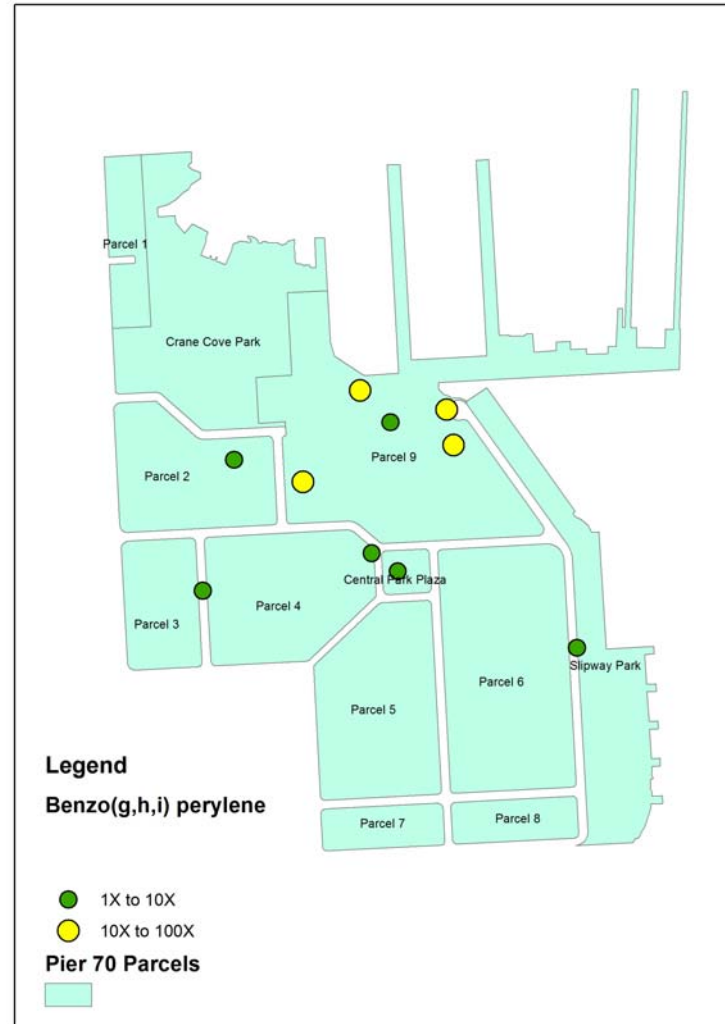 Parcel 1
Crane Cove Park
Parcel 9
Parcel 2
Central Park Plaza
Parcel 4
Parcel 3
Slipway Park
Parcel 6
Parcel 5
Parcel 8
Parcel 7
Legend
Benzo(g,h,i) perylene
1X to 10X
10X to 100X
Pier 70 Parcels